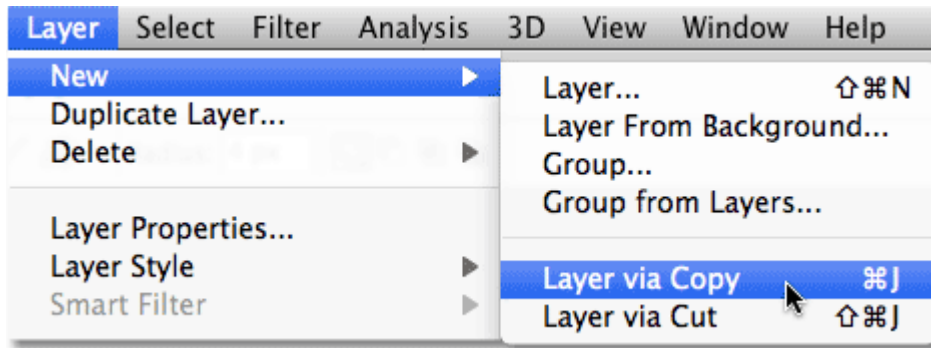 Layer Select Filter Analysis 3D View Window Help
New
Duplicate Layer...
Delete
Layer Properties...
Layer Style
Smart Filter
Layer... ⇧⌘N
Layer From Background...
Group...
Group from Layers...
Layer via Copy ⌘J
Layer via Cut ⇧⌘J